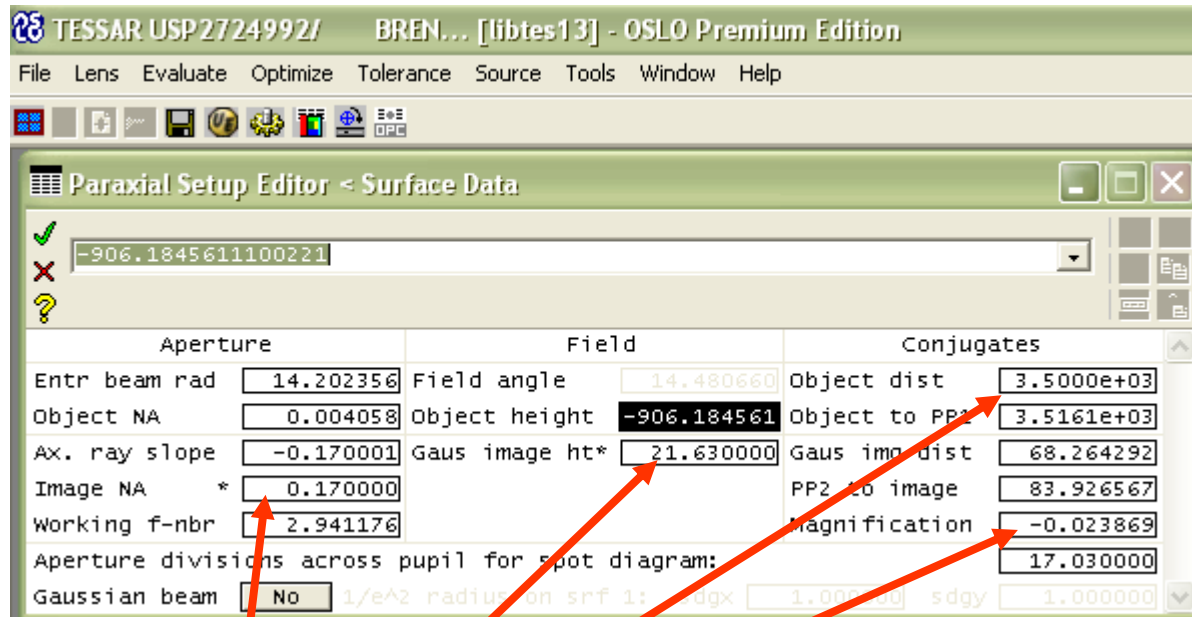 TESSAR USP2724992/ BREN... [libtes13] - OSLO Premium Edition
File Lens Evaluate Optimize Tolerance Source Tools Window Help
Paraxial Setup Editor < Surface Data
-906.1845611100221
Aperture Field Conjugates
Entr beam rad 14.202356 Field angle 14.480660 Object dist 3.5000e+03
Object NA 0.004058 Object height -906.184561 Object to PP1 3.5161e+03
Ax. ray slope -0.170001 Gaus image ht* 21.630000 Gaus img dist 68.264292
Image NA * 0.170000 PP2 to image 83.926567
Working f-nbr 2.941176 Magnification -0.023869
Aperture divisions across pupil for spot diagram: 17.030000
Gaussian beam No 1/e^2 radius on srf 1: sdgx 1.000000 sdgy 1.000000